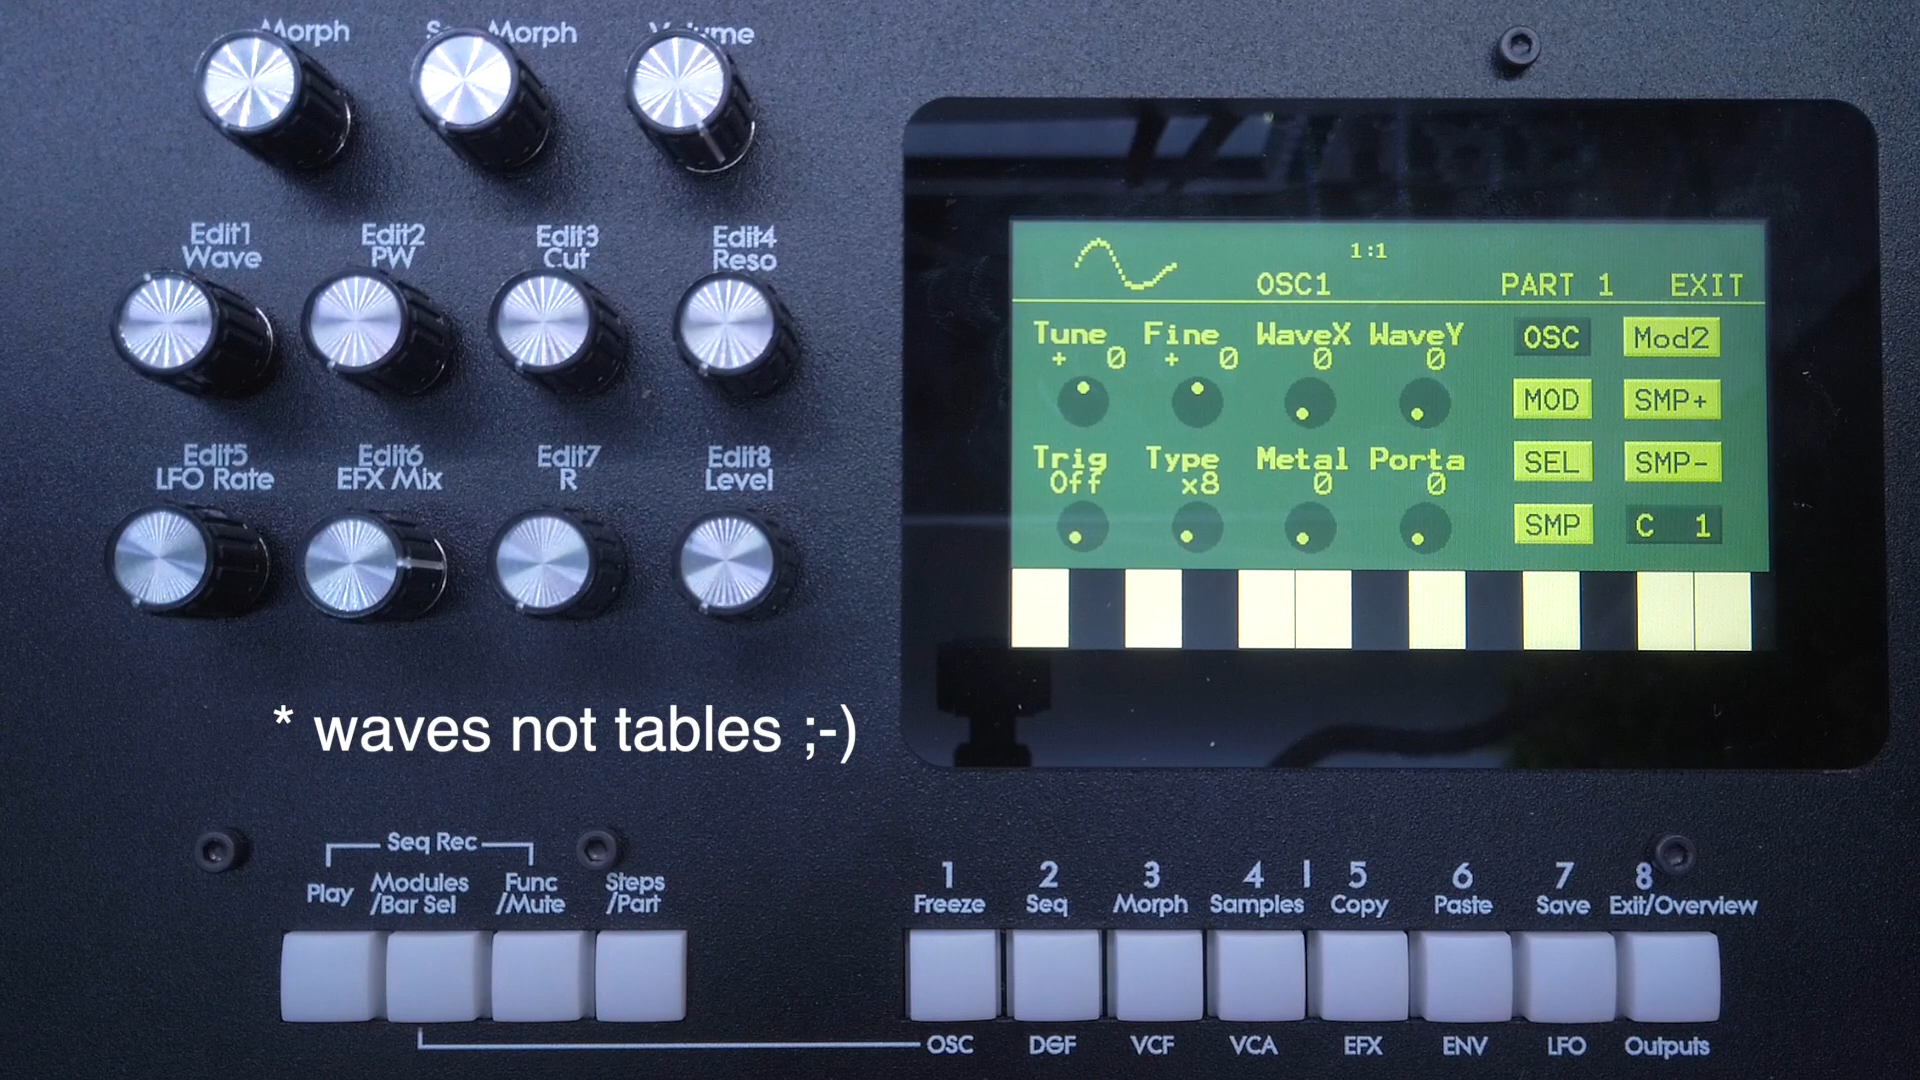 Morph
Morph
Edit1
Wave
Edit2
PW
Edit3
Cut
Edit4
Reso
Edit5
LFO Rate
Edit6
EFX Mix
Edit7
R
Edit8
Level
1:1
OSC1 PART 1 EXIT
Tune Fine WaveX WaveY
+ 0 + 0 0 0
OSC Mod2
MOD SMP+
Trig Type Metal Porta
Off x8 0 0
SEL SMP-
SMP C 1
* waves not tables ;-)
Seq Rec
Play
Modules
/Bar Sel
Func
/Mute
Steps
/Part
1 2 3 4 | 5 6 7 8
Freeze Seq Morph Samples Copy Paste Save Exit/Overview
OSC DGF VCF VCA EFX ENV LFO Outputs